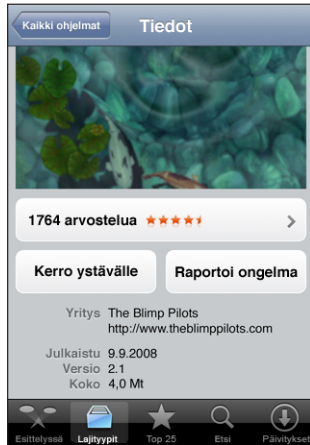 Kaikki ohjelmat
Tiedot
1764 arvostelua
Kerro ystävälle
Raportoi ongelma
Yritys The Blimp Pilots
http://www.theblimppilots.com
Julkaistu 9.9.2008
Versio 2.1
Koko 4,0 Mt
Esittelyssä Lajityypit Top 25 Etsi Päivitykset